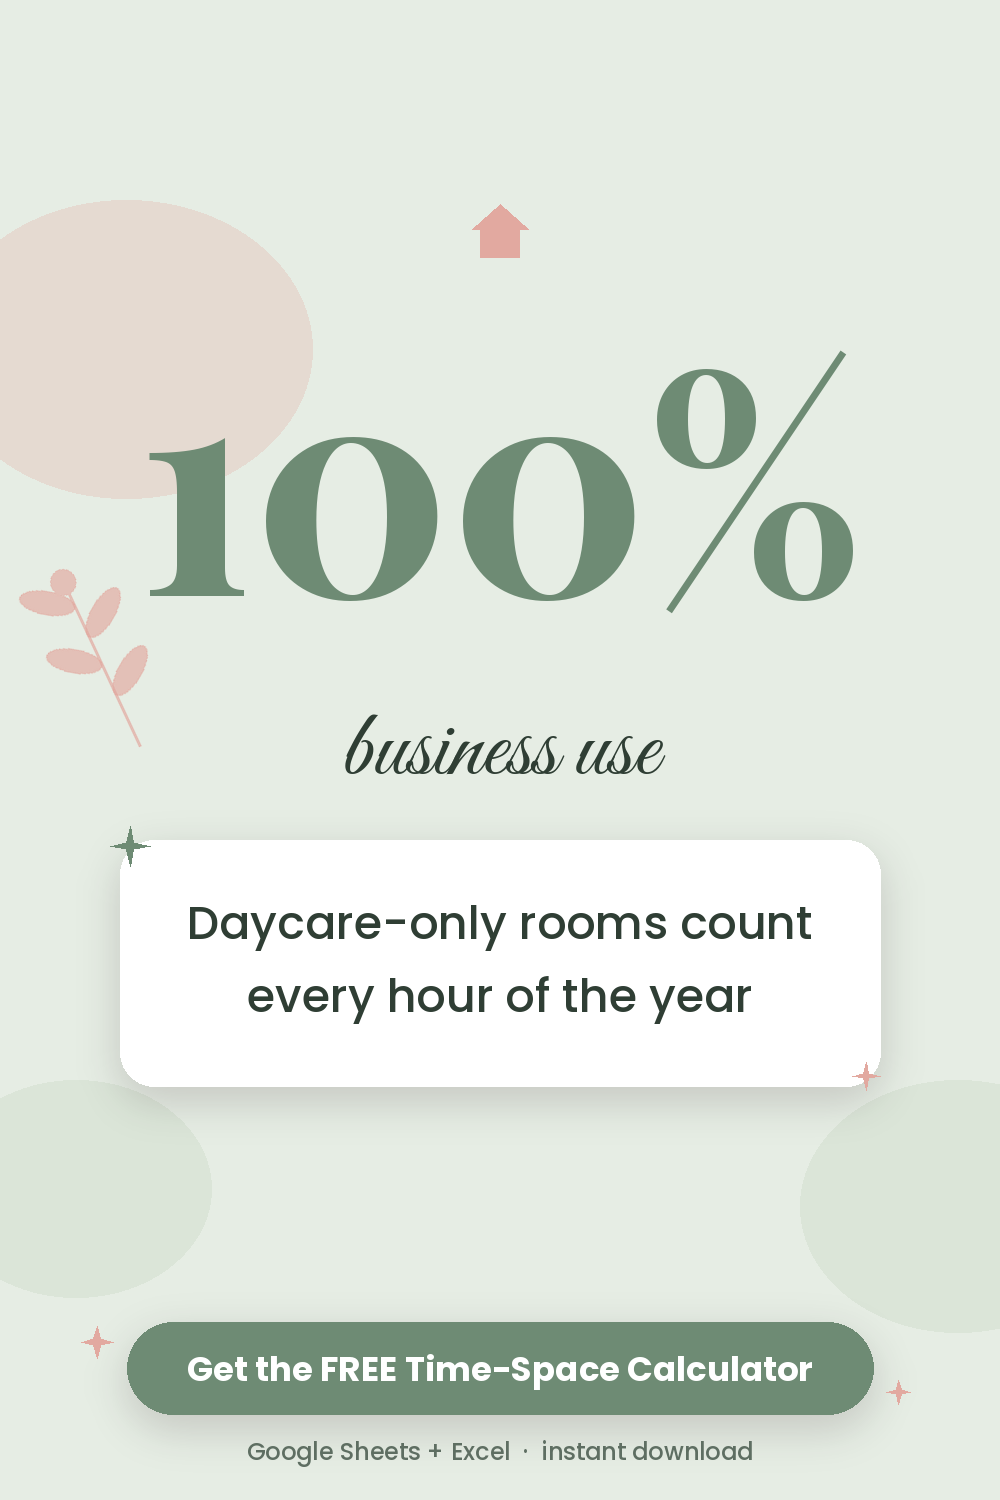 100%
business use
Daycare-only rooms count
every hour of the year
Get the FREE Time-Space Calculator
Google Sheets + Excel · instant download